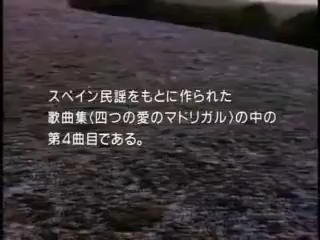 スペイン民謡をもとに作られた
歌曲集(四つの愛のマドリガル)の中の
第4曲目である。